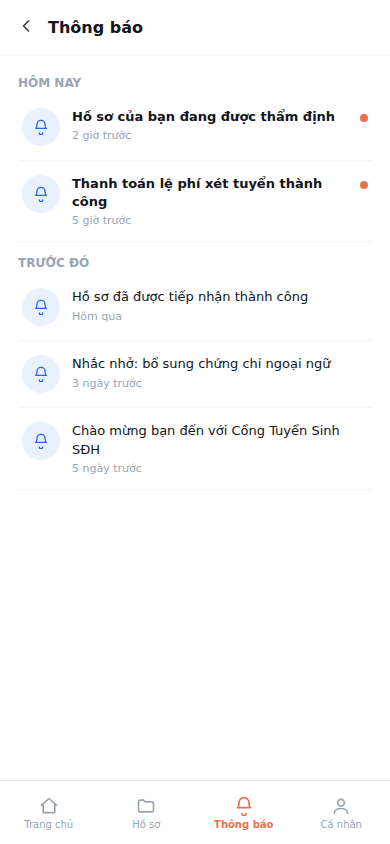 Thông báo
HÔM NAY
Hồ sơ của bạn đang được thẩm định
2 giờ trước
Thanh toán lệ phí xét tuyển thành
công
5 giờ trước
TRƯỚC ĐÓ
Hồ sơ đã được tiếp nhận thành công
Hôm qua
Nhắc nhở: bổ sung chứng chỉ ngoại ngữ
3 ngày trước
Chào mừng bạn đến với Cổng Tuyển Sinh
SĐH
5 ngày trước
Trang chủ
Hồ sơ
Thông báo
Cá nhân